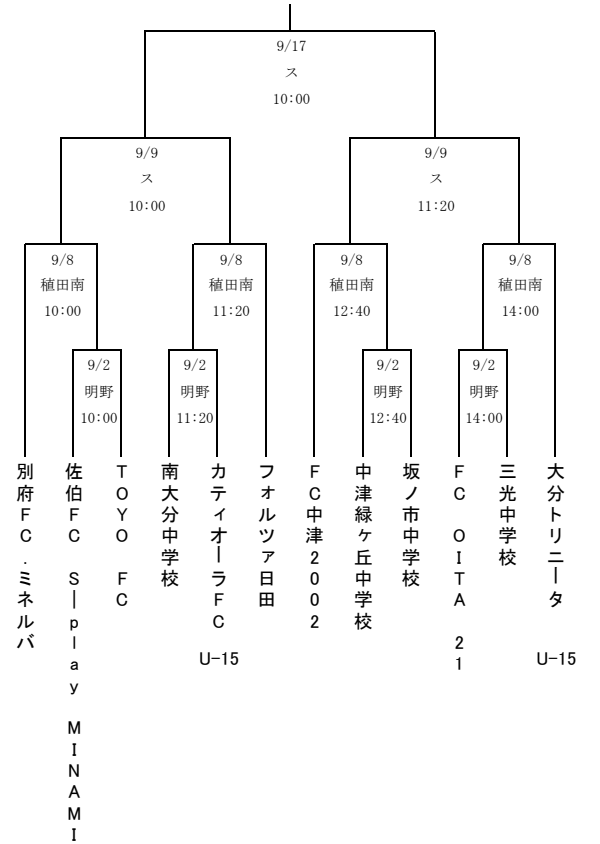 9/17
ス
10:00
9/9
ス
10:00
9/9
ス
11:20
9/8
稙田南
10:00
9/8
稙田南
11:20
9/8
稙田南
12:40
9/8
稙田南
14:00
9/2
明野
10:00
9/2
明野
11:20
9/2
明野
12:40
9/2
明野
14:00
別府FC.ミネルバ
佐伯FC S-play MINAMI
TOYO FC
南大分中学校
カティオーラFC
U-15
フォルツァ日田
FC中津2002
中津緑ヶ丘中学校
坂ノ市中学校
FC OITA 21
三光中学校
大分トリニータ
U-15